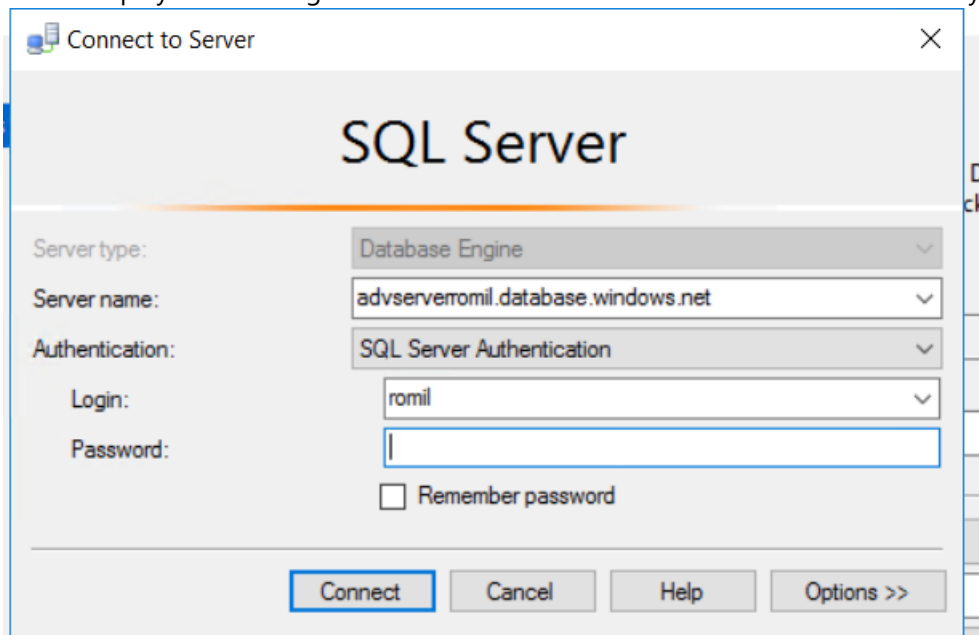 Connect to Server
SQL Server
Server type: Database Engine
Server name: advserverromil.database.windows.net
Authentication: SQL Server Authentication
Login: romil
Password:
Remember password
Connect Cancel Help Options >>